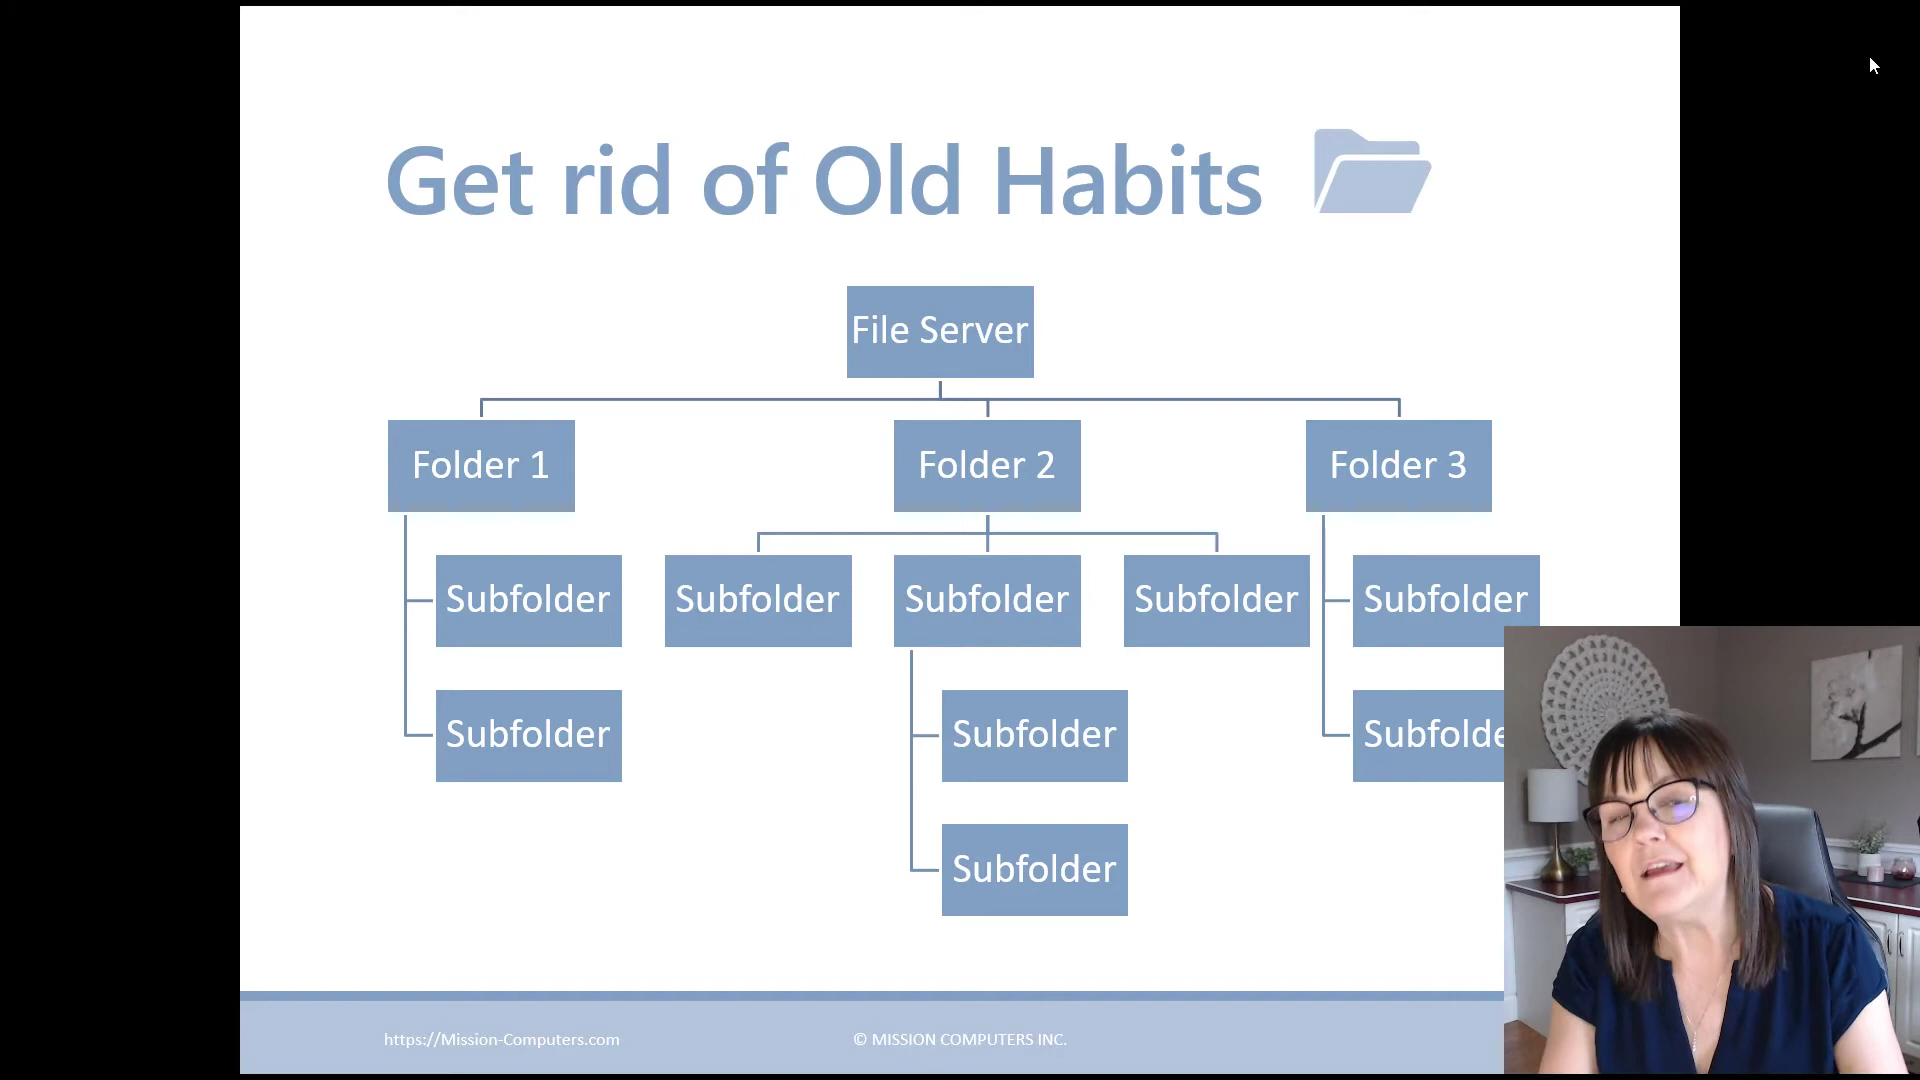 Get rid of Old Habits
File Server
Folder 1
Folder 2
Folder 3
Subfolder
Subfolder
Subfolder
Subfolder
Subfolder
Subfolder
Subfolder
Subfolde
Subfolder
https://Mission-Computers.com
© MISSION COMPUTERS INC.